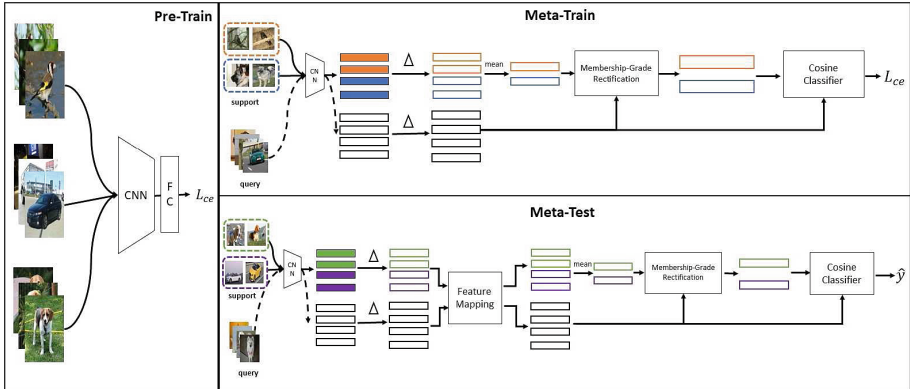 Pre-Train
CNN
F
C
L_ce
Meta-Train
support
query
CN
N
Δ
Δ
mean
Membership-Grade
Rectification
Cosine
Classifier
L_ce
Meta-Test
support
query
CN
N
Δ
Δ
Feature
Mapping
mean
Membership-Grade
Rectification
Cosine
Classifier
ŷ